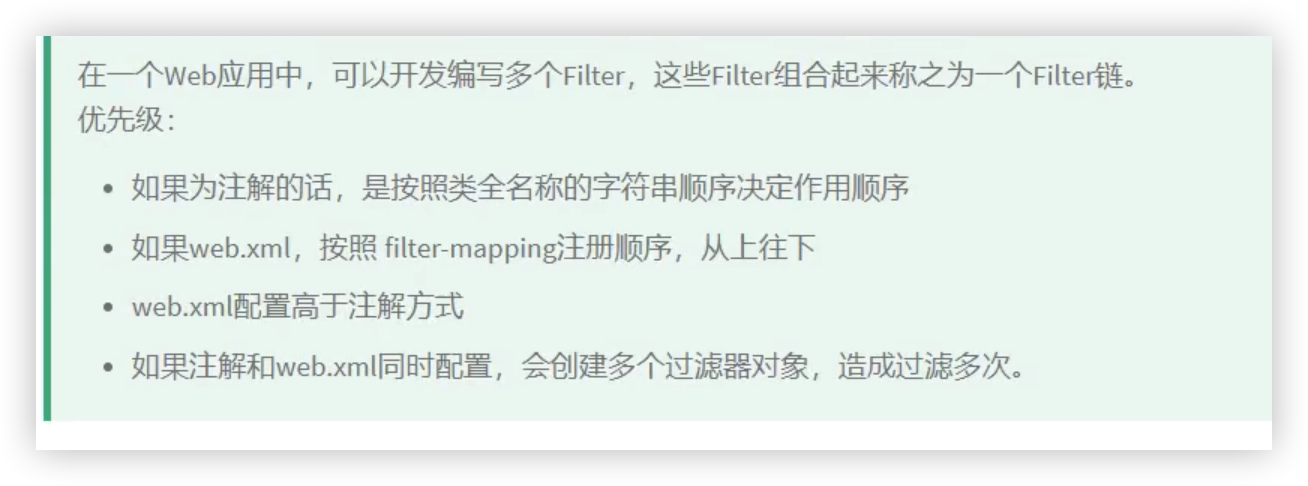 在一个Web应用中，可以开发编写多个Filter，这些Filter组合起来称之为一个Filter链。
优先级：
• 如果为注解的话，是按照类全名称的字符串顺序决定作用顺序
• 如果web.xml，按照 filter-mapping注册顺序，从上往下
• web.xml配置高于注解方式
• 如果注解和web.xml同时配置，会创建多个过滤器对象，造成过滤多次。